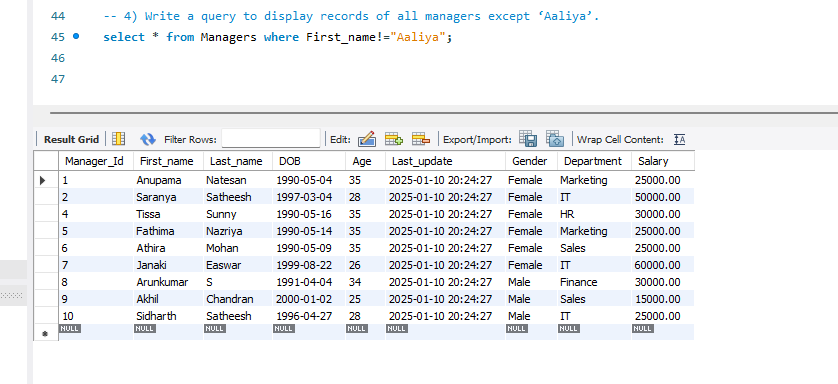 44 -- 4) Write a query to display records of all managers except ‘Aaliya’.
45 select * from Managers where First_name!="Aaliya";
46
47
Result Grid Filter Rows: Edit: Export/Import: Wrap Cell Content:
Manager_Id First_name Last_name DOB Age Last_update Gender Department Salary
1 Anupama Natesan 1990-05-04 35 2025-01-10 20:24:27 Female Marketing 25000.00
2 Saranya Satheesh 1997-03-04 28 2025-01-10 20:24:27 Female IT 50000.00
4 Tissa Sunny 1990-05-16 35 2025-01-10 20:24:27 Female HR 30000.00
5 Fathima Nazriya 1990-05-14 35 2025-01-10 20:24:27 Female Marketing 25000.00
6 Athira Mohan 1990-05-09 35 2025-01-10 20:24:27 Female Sales 25000.00
7 Janaki Easwar 1999-08-22 26 2025-01-10 20:24:27 Female IT 60000.00
8 Arunkumar S 1991-04-04 34 2025-01-10 20:24:27 Male Finance 30000.00
9 Akhil Chandran 2000-01-02 25 2025-01-10 20:24:27 Male Sales 15000.00
10 Sidharth Satheesh 1996-04-27 28 2025-01-10 20:24:27 Male IT 25000.00
NULL NULL NULL NULL NULL NULL NULL NULL NULL